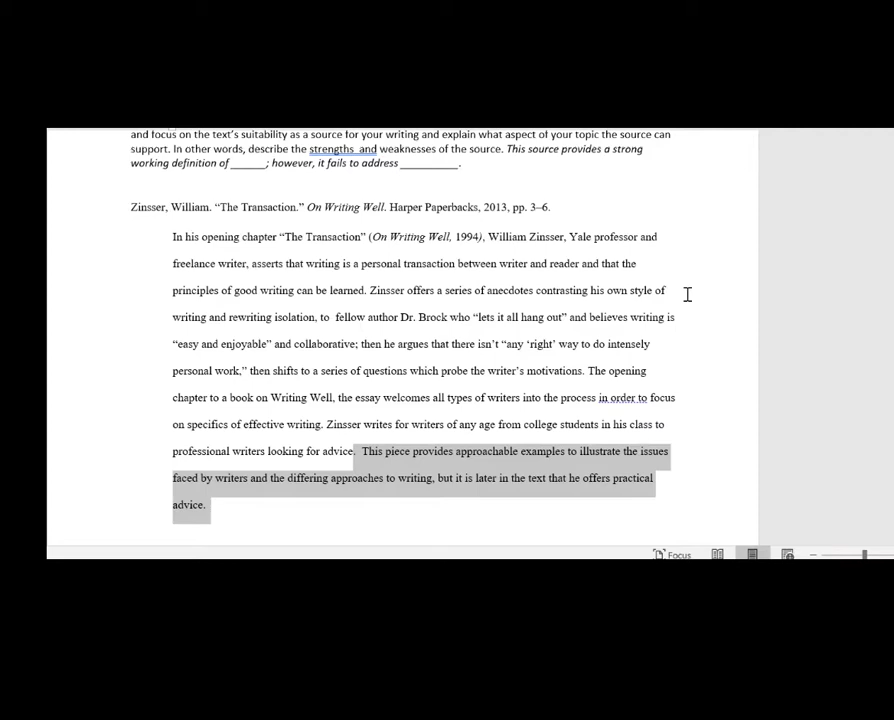 and focus on the text's suitability as a source for your writing and explain what aspect of your topic the source can
support. In other words, describe the strengths and weaknesses of the source. This source provides a strong
working definition of ______; however, it fails to address __________.
Zinsser, William. “The Transaction.” On Writing Well. Harper Paperbacks, 2013, pp. 3–6.
In his opening chapter “The Transaction” (On Writing Well, 1994), William Zinsser, Yale professor and
freelance writer, asserts that writing is a personal transaction between writer and reader and that the
principles of good writing can be learned. Zinsser offers a series of anecdotes contrasting his own style of
writing and rewriting isolation, to fellow author Dr. Brock who “lets it all hang out” and believes writing is
“easy and enjoyable” and collaborative; then he argues that there isn't “any ‘right’ way to do intensely
personal work,” then shifts to a series of questions which probe the writer's motivations. The opening
chapter to a book on Writing Well, the essay welcomes all types of writers into the process in order to focus
on specifics of effective writing. Zinsser writes for writers of any age from college students in his class to
professional writers looking for advice. This piece provides approachable examples to illustrate the issues
faced by writers and the differing approaches to writing, but it is later in the text that he offers practical
advice.
Focus